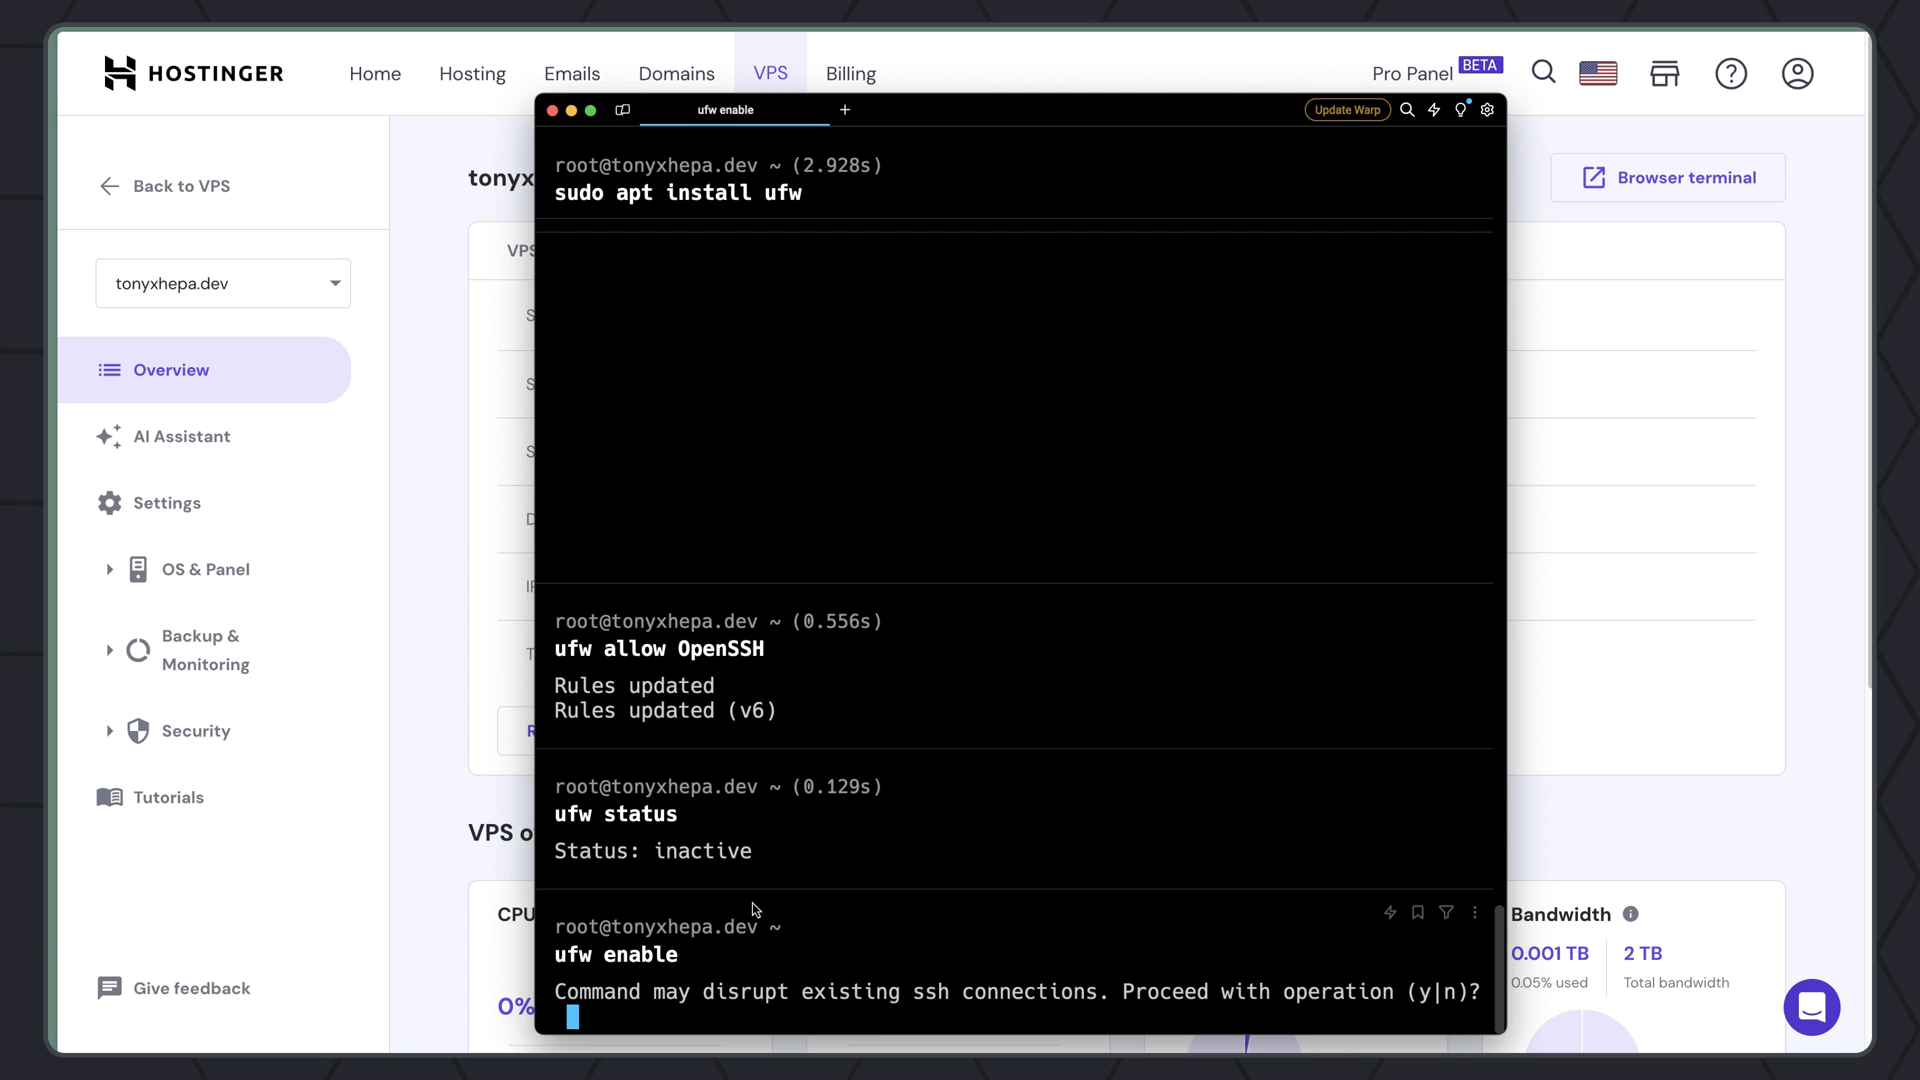 HOSTINGER
Home
Hosting
Emails
Domains
VPS
Billing
Pro Panel
BETA
ufw enable
Update Warp
Back to VPS
tonyx
Browser terminal
root@tonyxhepa.dev ~ (2.928s)
sudo apt install ufw
VPS
tonyxhepa.dev
S
Overview
S
AI Assistant
S
Settings
D
OS & Panel
root@tonyxhepa.dev ~ (0.556s)
ufw allow OpenSSH
Backup &
Monitoring
T
Rules updated
Rules updated (v6)
Security
R
root@tonyxhepa.dev ~ (0.129s)
ufw status
Tutorials
VPS o
Status: inactive
CPU
root@tonyxhepa.dev ~
ufw enable
Command may disrupt existing ssh connections. Proceed with operation (y|n)?
Bandwidth
0.001 TB
2 TB
0.05% used
Total bandwidth
Give feedback
0%